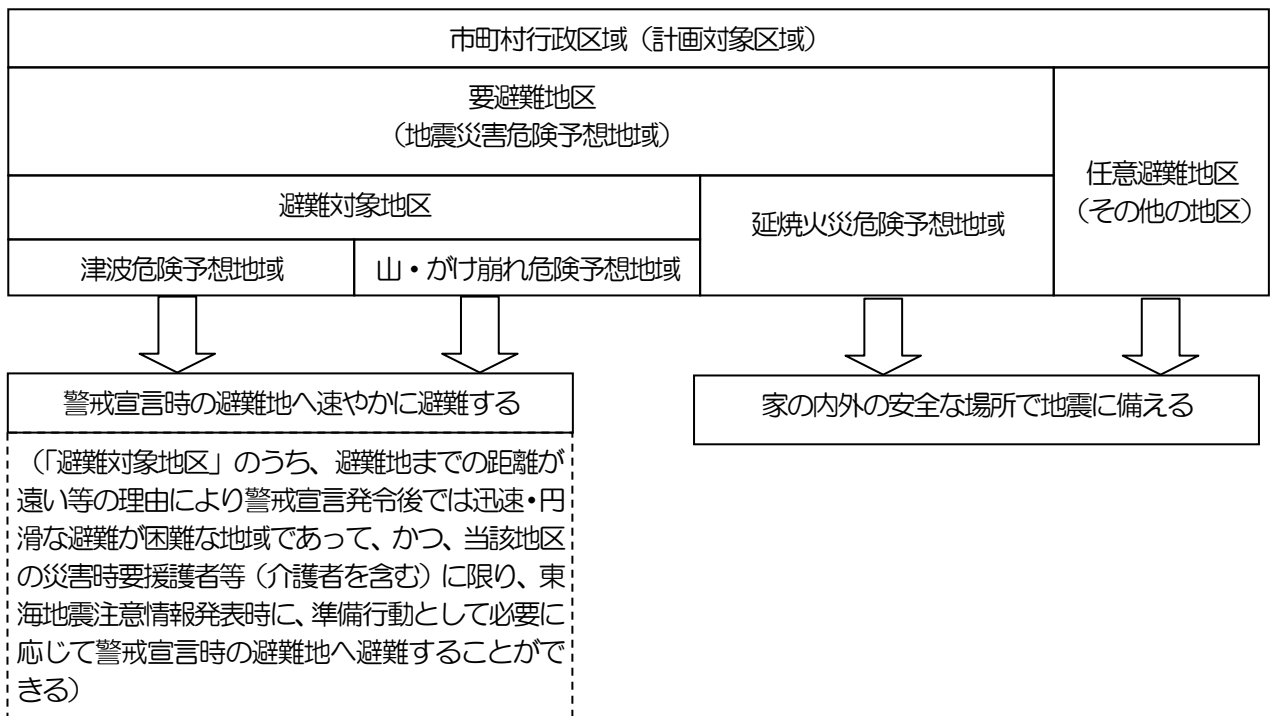 市町村行政区域（計画対象区域）
要避難地区
（地震災害危険予想地域）
任意避難地区
（その他の地区）
避難対象地区
延焼火災危険予想地域
津波危険予想地域
山・がけ崩れ危険予想地域
警戒宣言時の避難地へ速やかに避難する
家の内外の安全な場所で地震に備える
（「避難対象地区」のうち、避難地までの距離が
遠い等の理由により警戒宣言発令後では迅速・円
滑な避難が困難な地域であって、かつ、当該地区
の災害時要援護者等（介護者を含む）に限り、東
海地震注意情報発表時に、準備行動として必要に
応じて警戒宣言時の避難地へ避難することがで
きる）